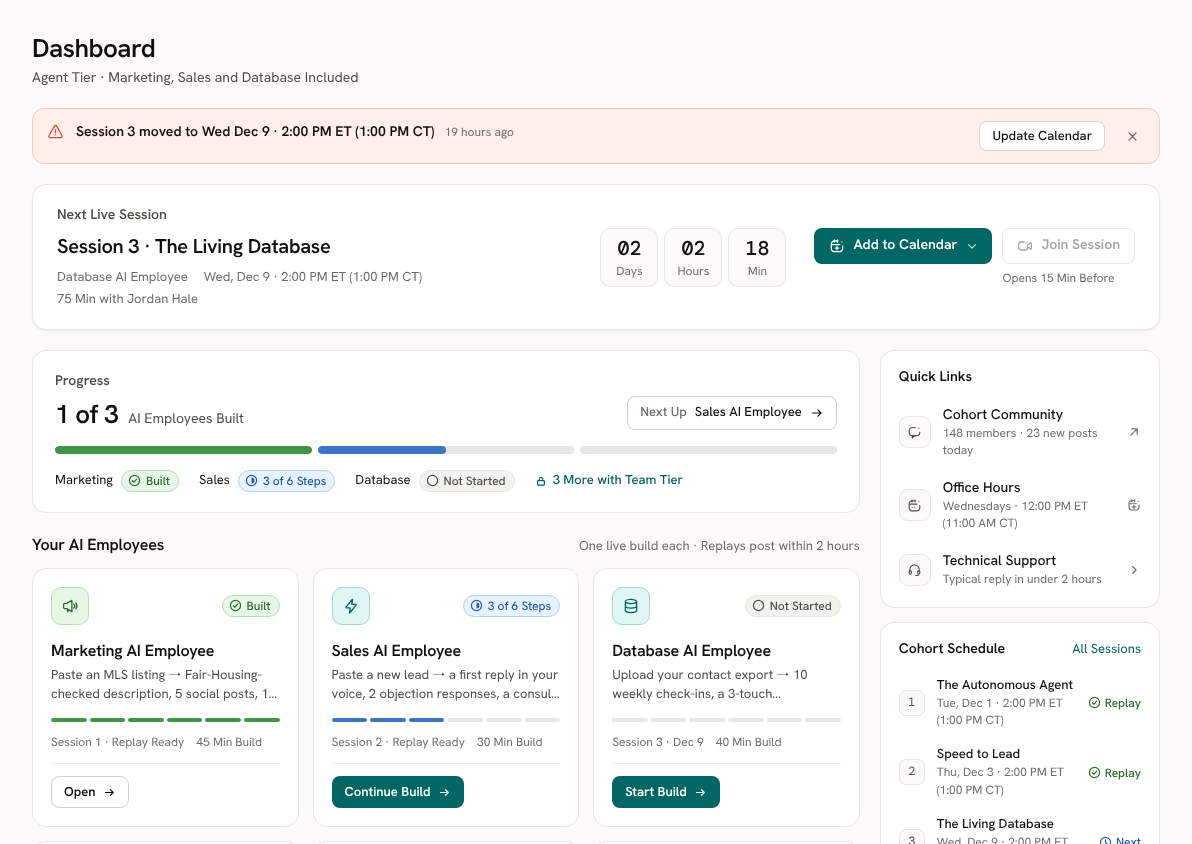 Dashboard
Agent Tier · Marketing, Sales and Database Included
Session 3 moved to Wed Dec 9 · 2:00 PM ET (1:00 PM CT) 19 hours ago
Update Calendar
Next Live Session
Session 3 · The Living Database
Database AI Employee Wed, Dec 9 · 2:00 PM ET (1:00 PM CT)
75 Min with Jordan Hale
02 02 18
Days Hours Min
Add to Calendar
Join Session
Opens 15 Min Before
Progress
1 of 3 AI Employees Built
Next Up Sales AI Employee →
Marketing Built Sales 3 of 6 Steps Database Not Started 3 More with Team Tier
Your AI Employees
One live build each · Replays post within 2 hours
Built
Marketing AI Employee
Paste an MLS listing → Fair-Housing-
checked description, 5 social posts, 1...
Session 1 · Replay Ready 45 Min Build
Open →
3 of 6 Steps
Sales AI Employee
Paste a new lead → a first reply in your
voice, 2 objection responses, a consul...
Session 2 · Replay Ready 30 Min Build
Continue Build →
Not Started
Database AI Employee
Upload your contact export → 10
weekly check-ins, a 3-touch...
Session 3 · Dec 9 40 Min Build
Start Build →
Quick Links
Cohort Community
148 members · 23 new posts
today
Office Hours
Wednesdays · 12:00 PM ET
(11:00 AM CT)
Technical Support
Typical reply in under 2 hours
Cohort Schedule All Sessions
1
The Autonomous Agent
Tue, Dec 1 · 2:00 PM ET
(1:00 PM CT)
Replay
2
Speed to Lead
Thu, Dec 3 · 2:00 PM ET
(1:00 PM CT)
Replay
3
The Living Database
Wed, Dec 9 · 2:00 PM ET
Next